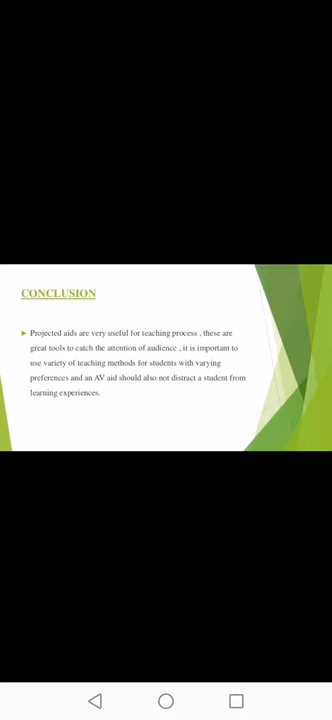 CONCLUSION
Projected aids are very useful for teaching process , these are
great tools to catch the attention of audience , it is important to
use variety of teaching methods for students with varying
preferences and an AV aid should also not distract a student from
learning experiences.